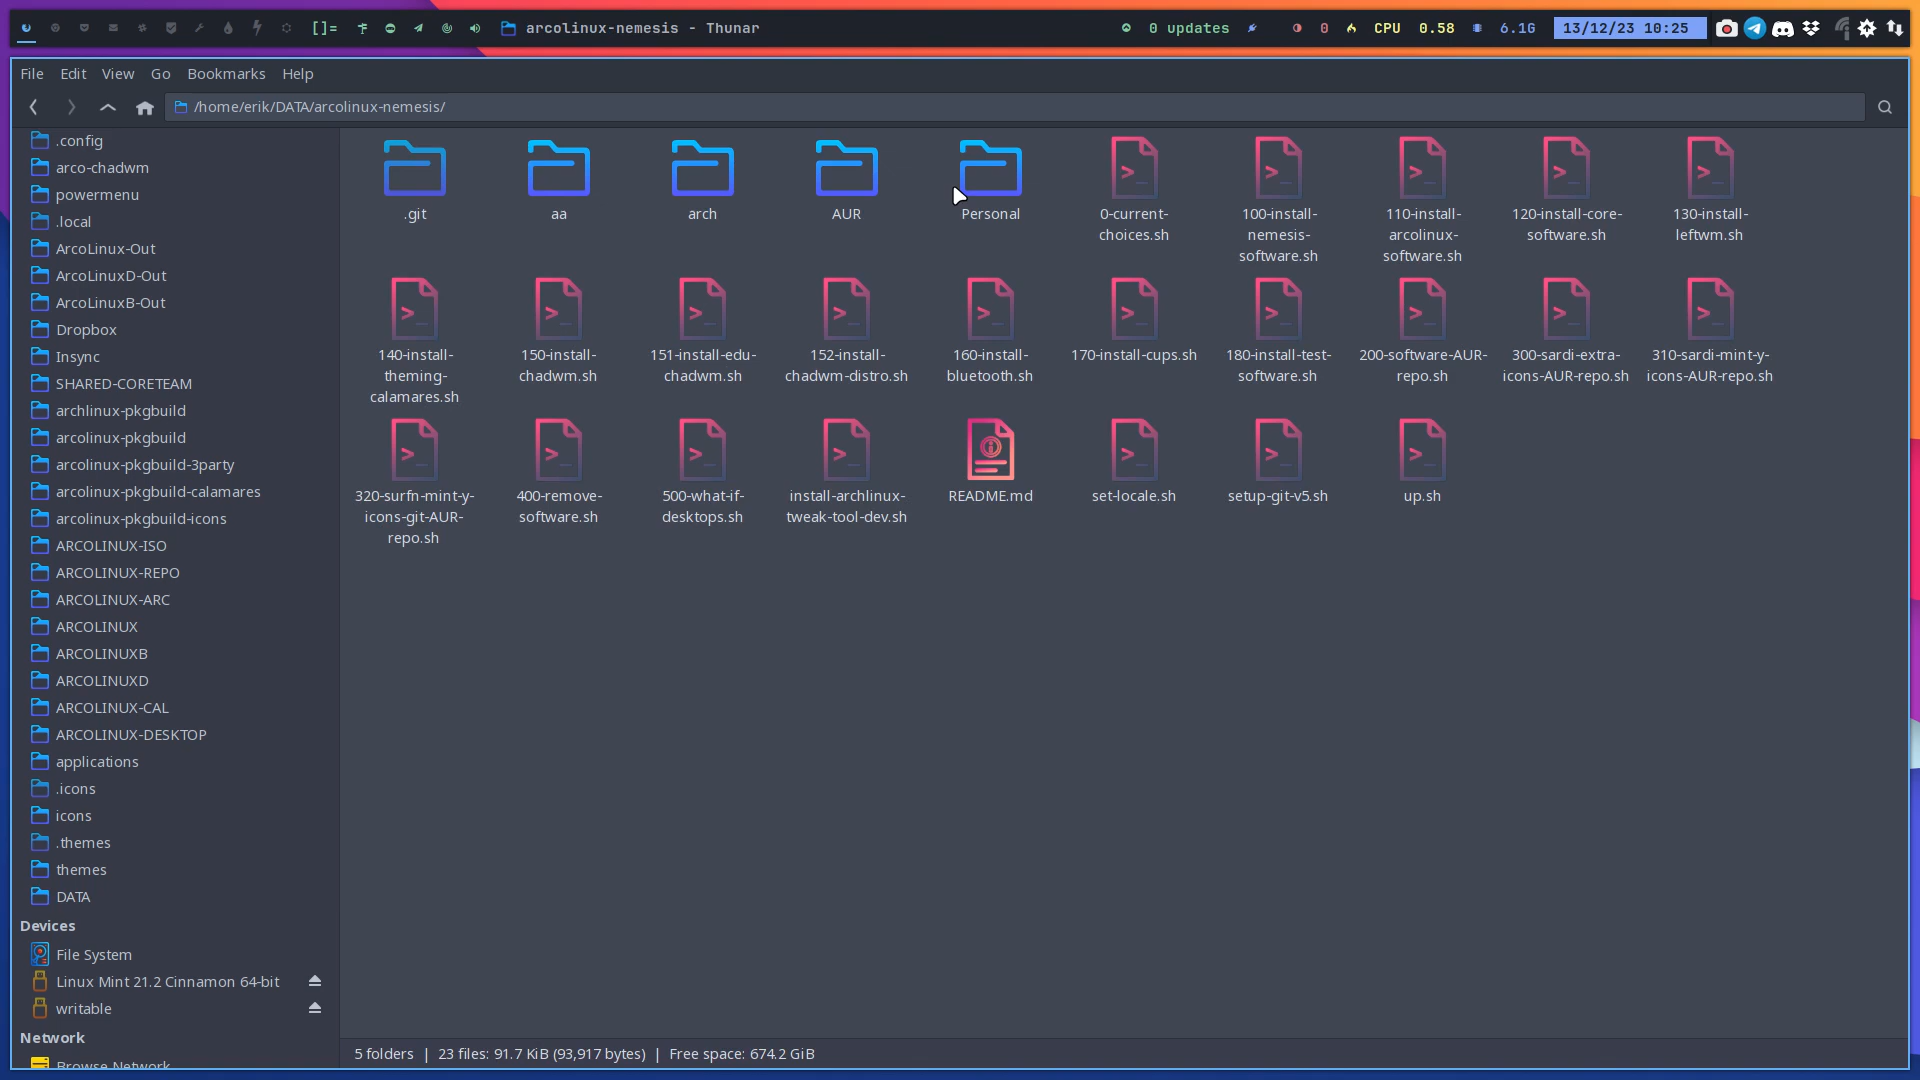 []= arcolinux-nemesis - Thunar 0 updates 0 CPU 0.58 6.1G 13/12/23 10:25
File Edit View Go Bookmarks Help
/home/erik/DATA/arcolinux-nemesis/
.config
arco-chadwm
powermenu
.local
ArcoLinux-Out
ArcoLinuxD-Out
ArcoLinuxB-Out
Dropbox
Insync
SHARED-CORETEAM
archlinux-pkgbuild
arcolinux-pkgbuild
arcolinux-pkgbuild-3party
arcolinux-pkgbuild-calamares
arcolinux-pkgbuild-icons
ARCOLINUX-ISO
ARCOLINUX-REPO
ARCOLINUX-ARC
ARCOLINUX
ARCOLINUXB
ARCOLINUXD
ARCOLINUX-CAL
ARCOLINUX-DESKTOP
applications
.icons
icons
.themes
themes
DATA
Devices
File System
Linux Mint 21.2 Cinnamon 64-bit
writable
Network
Browse Network
.git
aa
arch
AUR
Personal
0-current-
choices.sh
100-install-
nemesis-
software.sh
110-install-
arcolinux-
software.sh
120-install-core-
software.sh
130-install-
leftwm.sh
140-install-
theming-
calamares.sh
150-install-
chadwm.sh
151-install-edu-
chadwm.sh
152-install-
chadwm-distro.sh
160-install-
bluetooth.sh
170-install-cups.sh
180-install-test-
software.sh
200-software-AUR-
repo.sh
300-sardi-extra-
icons-AUR-repo.sh
310-sardi-mint-y-
icons-AUR-repo.sh
320-surfn-mint-y-
icons-git-AUR-
repo.sh
400-remove-
software.sh
500-what-if-
desktops.sh
install-archlinux-
tweak-tool-dev.sh
README.md
set-locale.sh
setup-git-v5.sh
up.sh
5 folders | 23 files: 91.7 KiB (93,917 bytes) | Free space: 674.2 GiB